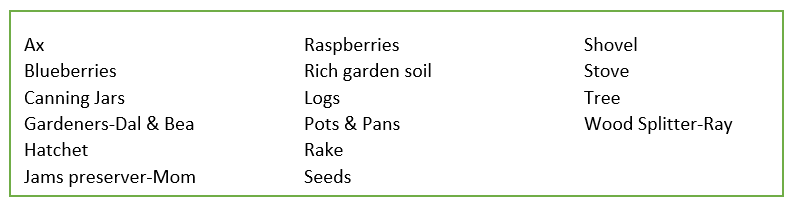 Ax
Blueberries
Canning Jars
Gardeners-Dal & Bea
Hatchet
Jams preserver-Mom
Raspberries
Rich garden soil
Logs
Pots & Pans
Rake
Seeds
Shovel
Stove
Tree
Wood Splitter-Ray